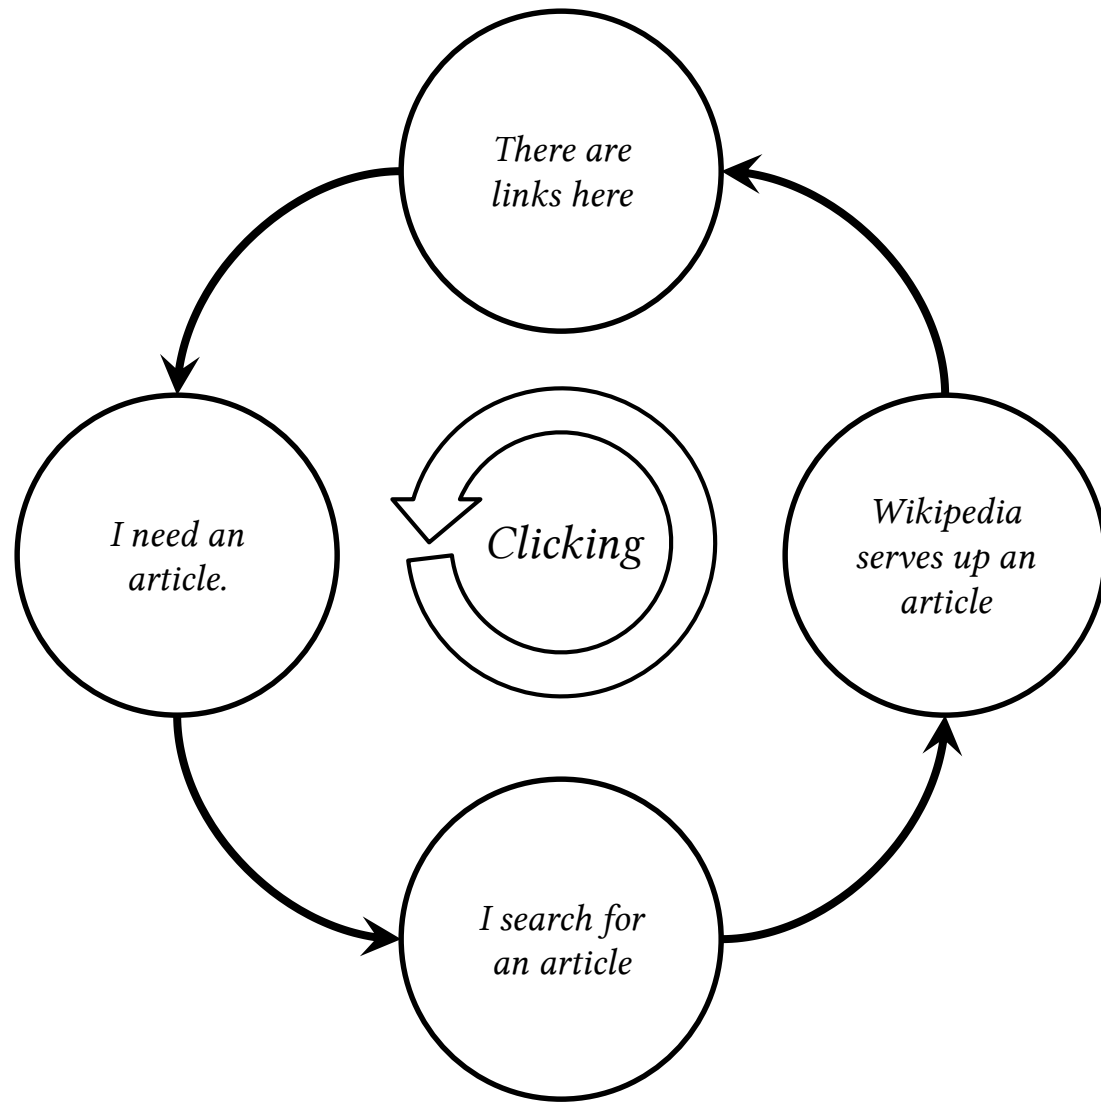 There are
links here
I need an
article.
Clicking
Wikipedia
serves up an
article
I search for
an article